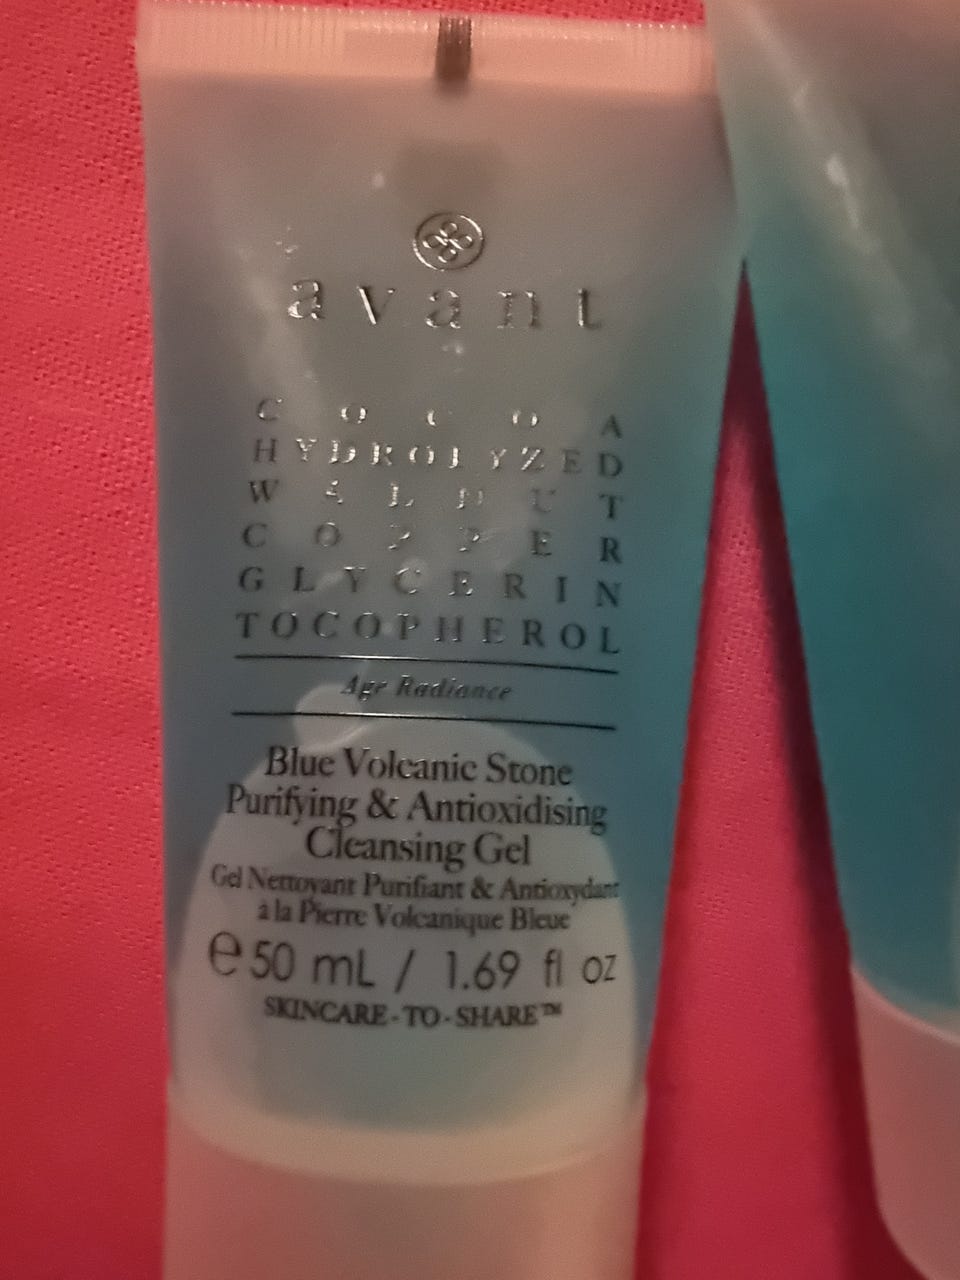 avant
COCOA
HYDROLYZED
WALNUT
COPPER
GLYCERIN
TOCOPHEROL
Age Radiance
Blue Volcanic Stone
Purifying & Antioxidising
Cleansing Gel
Gel Nettoyant Purifiant & Antioxydant
à la Pierre Volcanique Bleue
℮50 mL / 1.69 fl oz
SKINCARE-TO-SHARE™